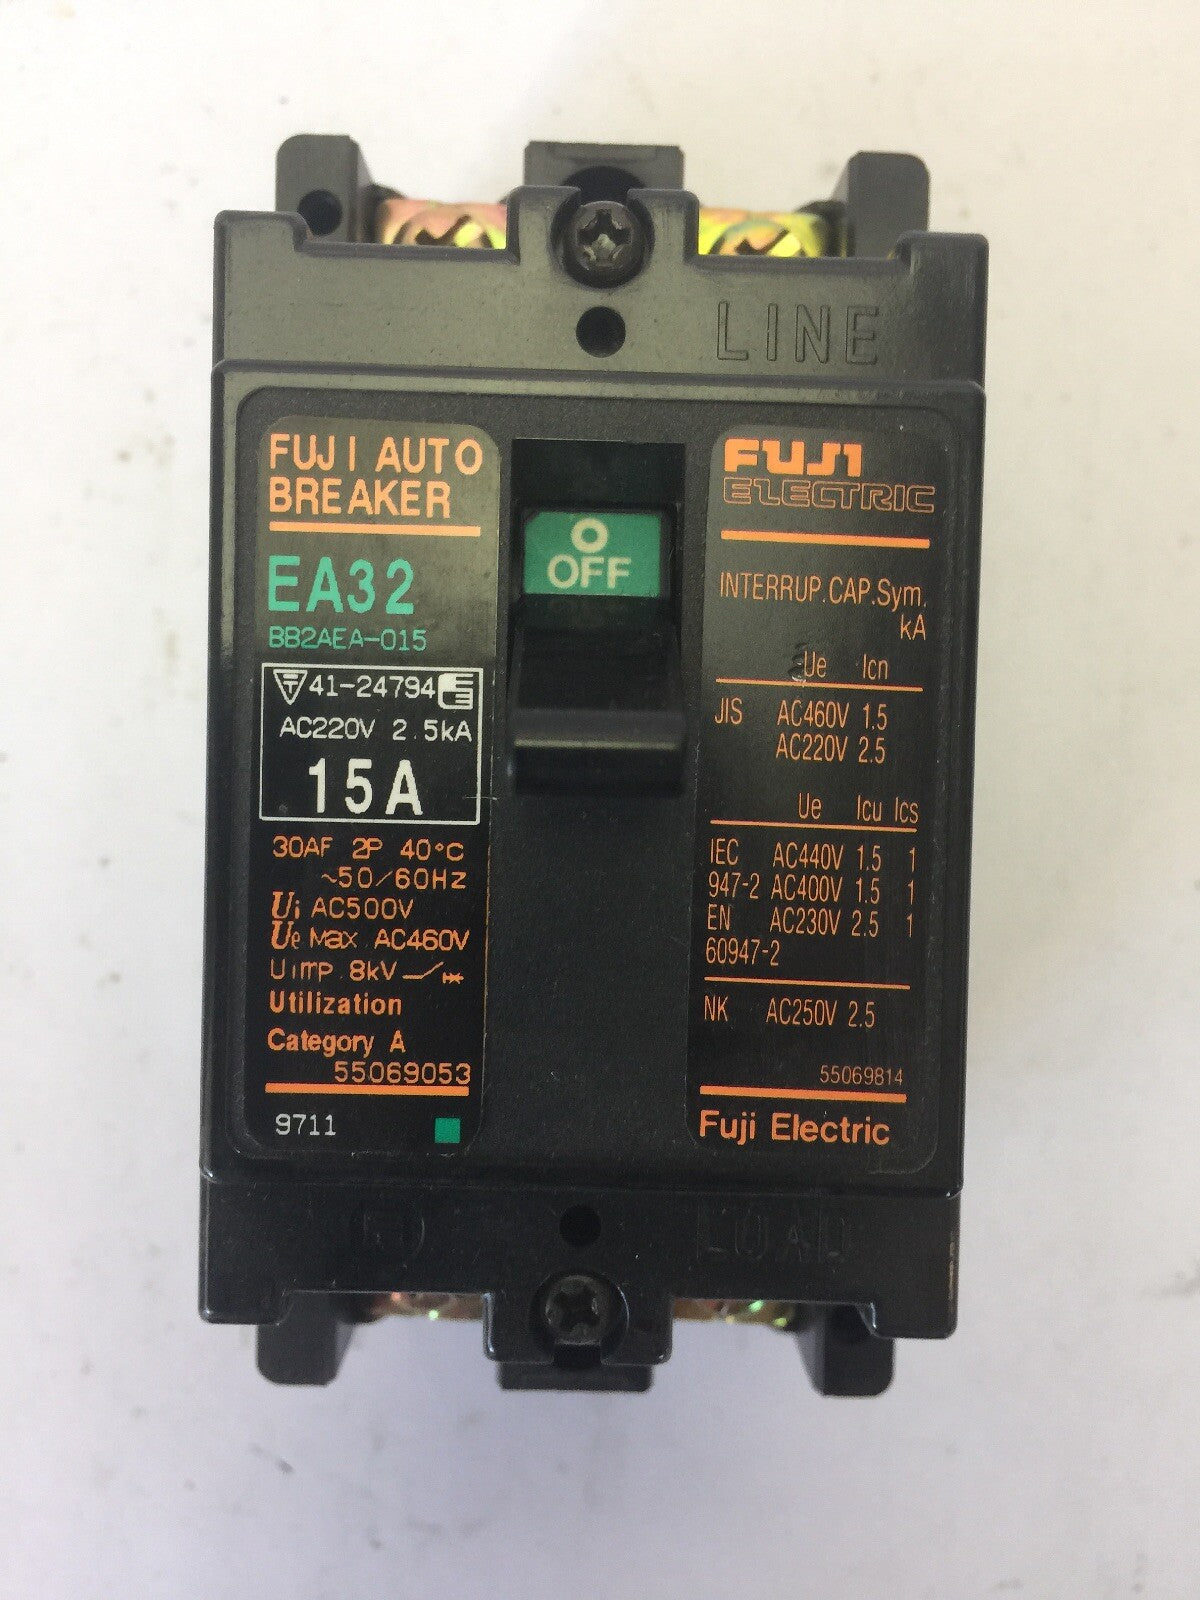 LINE
FUJI AUTO
BREAKER
EA32
BB2AEA-015
T 41-24794
AC220V 2.5kA
15A
30AF 2P 40°C
~50/60HZ
Ui AC500V
Ue Max. AC460V
Uimp. 8kV
Utilization
Category A
55069053
9711
O
OFF
FUJI
ELECTRIC
INTERRUP.CAP.Sym.
kA
Ue Icn
JIS AC460V 1.5
AC220V 2.5
Ue Icu Ics
IEC AC440V 1.5 1
947-2 AC400V 1.5 1
EN AC230V 2.5 1
60947-2
NK AC250V 2.5
55069814
Fuji Electric
LOAD